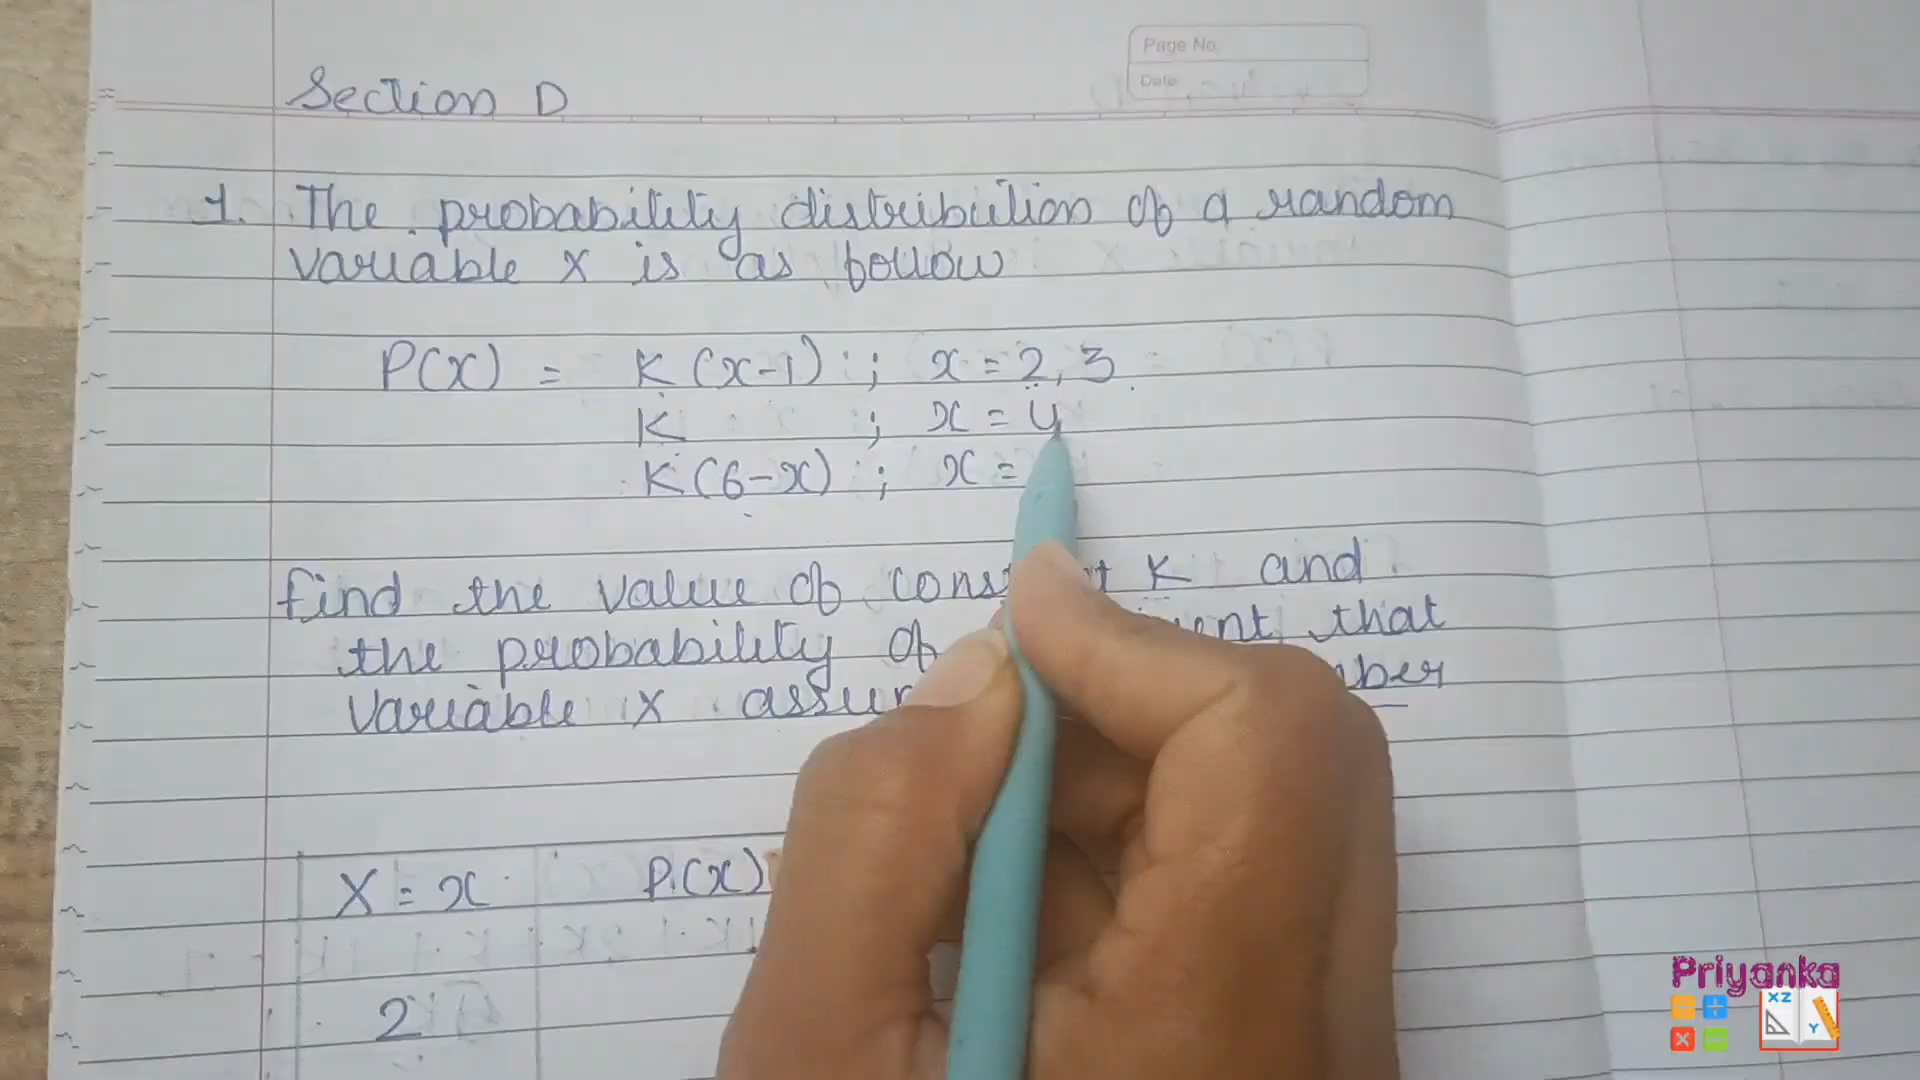 Page No.
Date
Section D
1. The probability distribution of a random
variable X is as follow
P(X) = K (x-1) ; x = 2, 3
K ; x = 4
K (6-x) ; x =
find the value of K and
the probability of that
variable X
X = x P(x)
2
Priyanka
XZ
Y